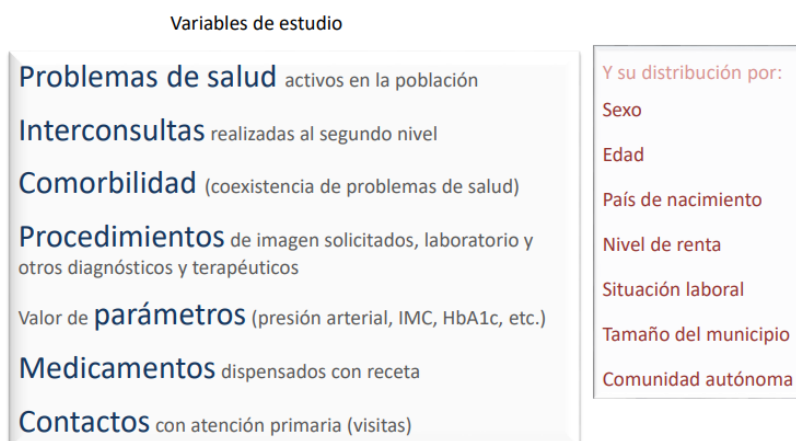 Variables de estudio
Problemas de salud activos en la población
Interconsultas realizadas al segundo nivel
Comorbilidad (coexistencia de problemas de salud)
Procedimientos de imagen solicitados, laboratorio y
otros diagnósticos y terapéuticos
Valor de parámetros (presión arterial, IMC, HbA1c, etc.)
Medicamentos dispensados con receta
Contactos con atención primaria (visitas)
Y su distribución por:
Sexo
Edad
País de nacimiento
Nivel de renta
Situación laboral
Tamaño del municipio
Comunidad autónoma